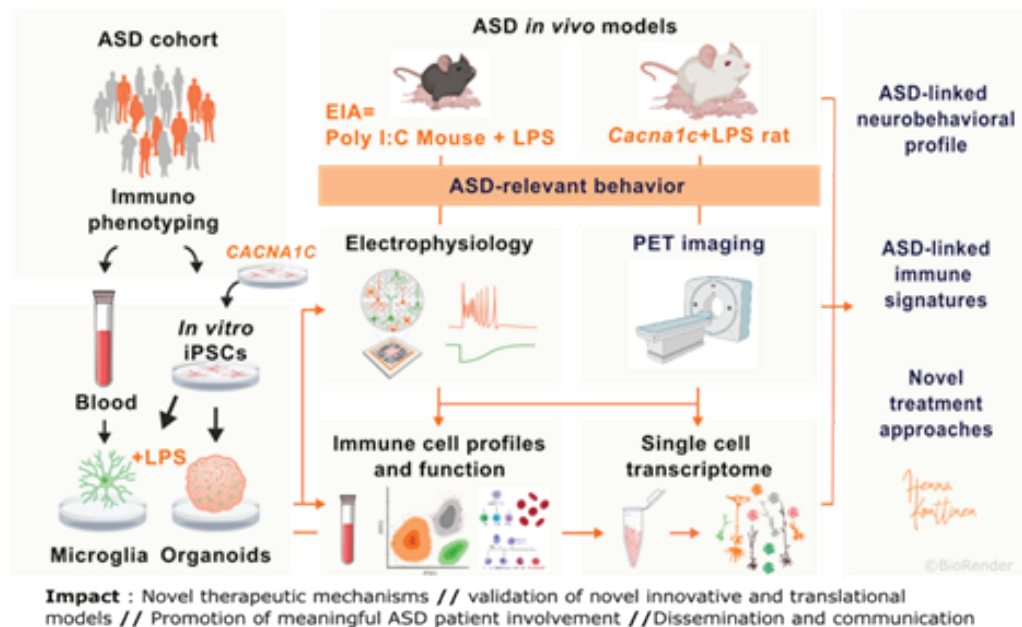 ASD cohort
Immuno
phenotyping
CACNA1C
In vitro
iPSCs
Blood
+LPS
Microglia Organoids
ASD in vivo models
EIA=
Poly I:C Mouse + LPS
Cacna1c+LPS rat
ASD-relevant behavior
Electrophysiology
PET imaging
Immune cell profiles
and function
Single cell
transcriptome
ASD-linked
neurobehavioral
profile
ASD-linked
immune
signatures
Novel
treatment
approaches
Henna
Konttinen
©BioRender
Impact : Novel therapeutic mechanisms // validation of novel innovative and translational
models // Promotion of meaningful ASD patient involvement //Dissemination and communication